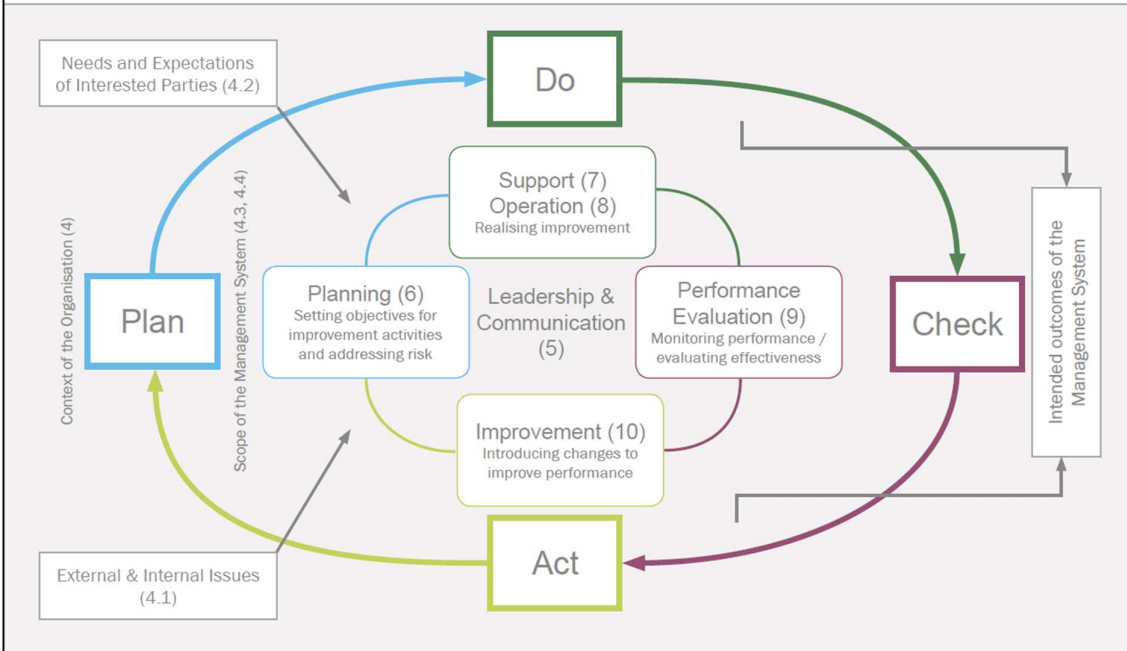 Needs and Expectations
of Interested Parties (4.2)
Do
Support (7)
Operation (8)
Realising improvement
Context of the Organisation (4)
Scope of the Management System (4.3, 4.4)
Plan
Planning (6)
Setting objectives for
improvement activities
and addressing risk
Leadership &
Communication
(5)
Performance
Evaluation (9)
Monitoring performance /
evaluating effectiveness
Check
Intended outcomes of the
Management System
Improvement (10)
Introducing changes to
improve performance
Act
External & Internal Issues
(4.1)